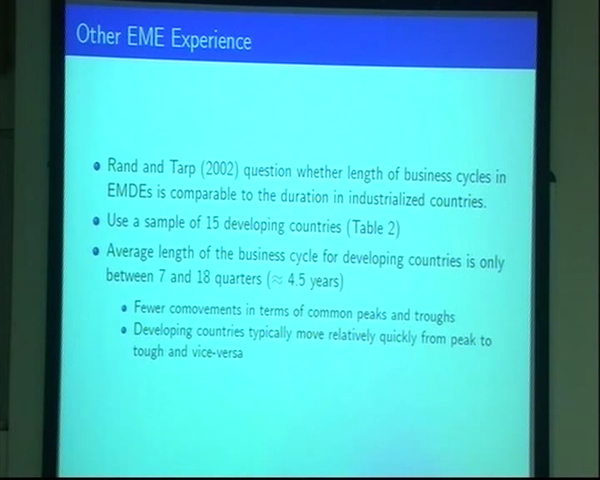 Other EME Experience
Rand and Tarp (2002) question whether length of business cycles in
EMDEs is comparable to the duration in industrialized countries.
Use a sample of 15 developing countries (Table 2)
Average length of the business cycle for developing countries is only
between 7 and 18 quarters (≈ 4.5 years)
Fewer comovements in terms of common peaks and troughs
Developing countries typically move relatively quickly from peak to
tough and vice-versa